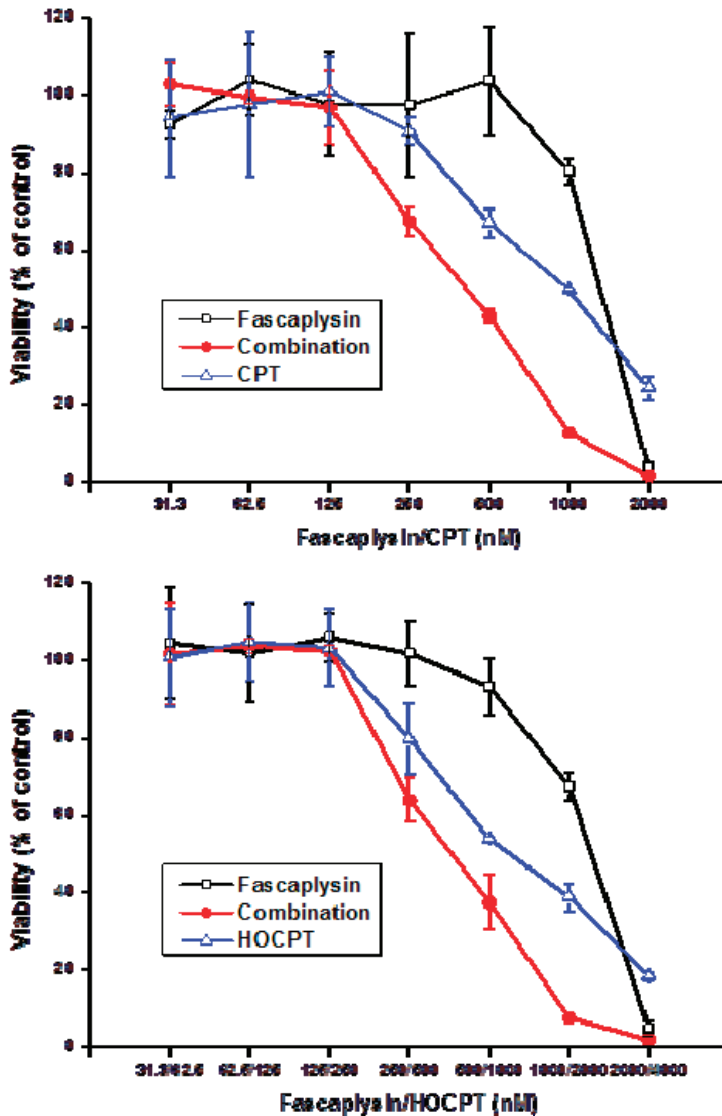 120
100
80
60
40
20
0
Viability (% of control)
Fascaplysin
Combination
CPT
31.3 62.5 125 250 500 1000 2000
Fascaplysin/CPT (nM)
120
100
80
60
40
20
0
Viability (% of control)
Fascaplysin
Combination
HOCPT
31.3/62.5 62.5/125 125/250 250/500 500/1000 1000/2000 2000/4000
Fascaplysin/HOCPT (nM)